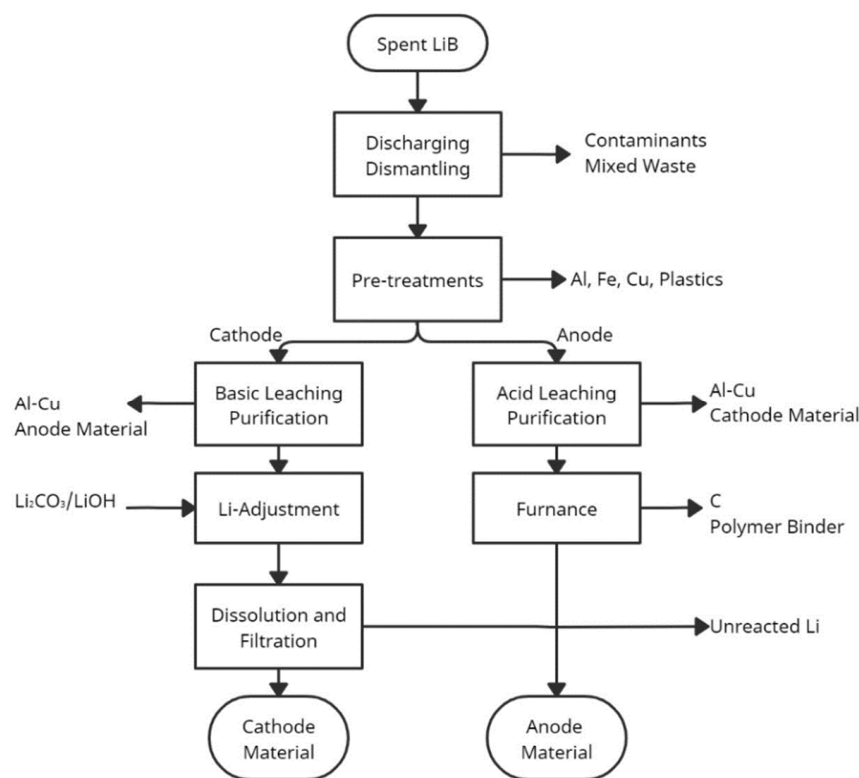 Spent LiB
Discharging
Dismantling
Contaminants
Mixed Waste
Pre-treatments
Al, Fe, Cu, Plastics
Cathode
Anode
Al-Cu
Anode Material
Basic Leaching
Purification
Acid Leaching
Purification
Al-Cu
Cathode Material
Li₂CO₃/LiOH
Li-Adjustment
Furnance
C
Polymer Binder
Dissolution and
Filtration
Unreacted Li
Cathode
Material
Anode
Material